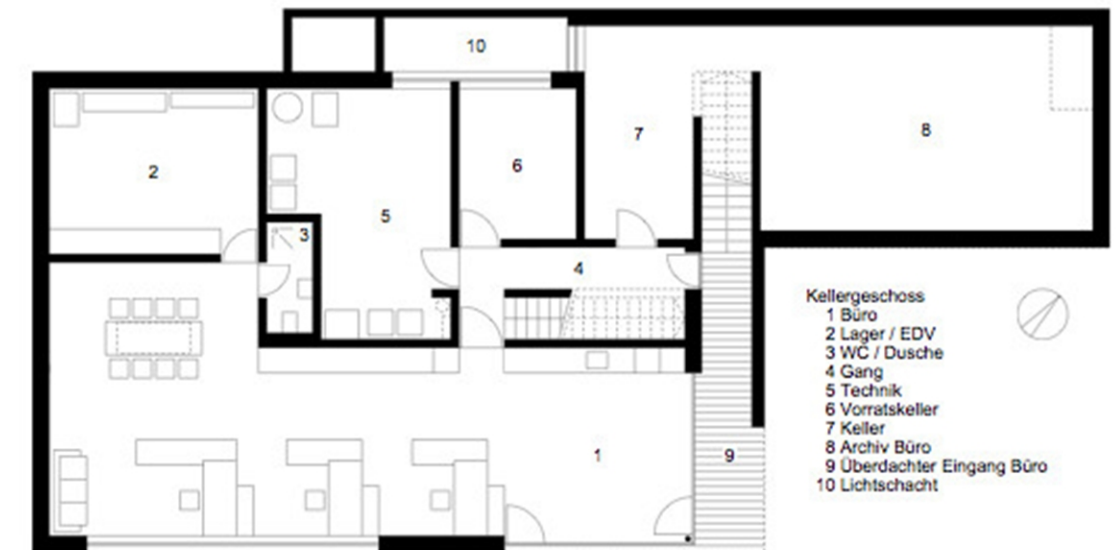 10
7
8
2
6
5
3
4
1
9
Kellergeschoss
1 Büro
2 Lager / EDV
3 WC / Dusche
4 Gang
5 Technik
6 Vorratskeller
7 Keller
8 Archiv Büro
9 Überdachter Eingang Büro
10 Lichtschacht